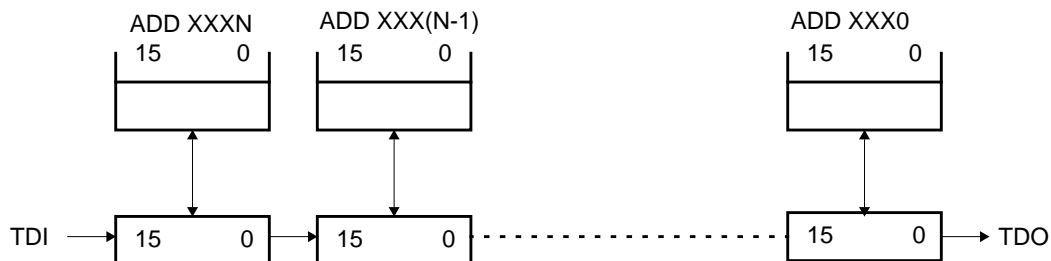 ADD XXXN ADD XXX(N-1) ADD XXX0
15 0 15 0 15 0
TDI 15 0 15 0 15 0 TDO